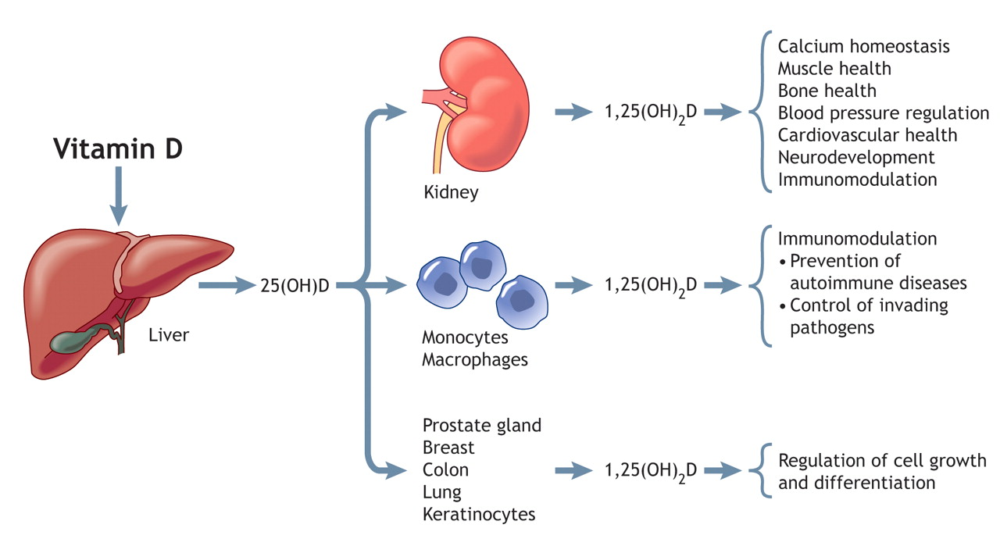 Vitamin D
Liver
25(OH)D
Kidney
1,25(OH)₂D
Calcium homeostasis
Muscle health
Bone health
Blood pressure regulation
Cardiovascular health
Neurodevelopment
Immunomodulation
Monocytes
Macrophages
1,25(OH)₂D
Immunomodulation
• Prevention of
autoimmune diseases
• Control of invading
pathogens
Prostate gland
Breast
Colon
Lung
Keratinocytes
1,25(OH)₂D
Regulation of cell growth
and differentiation